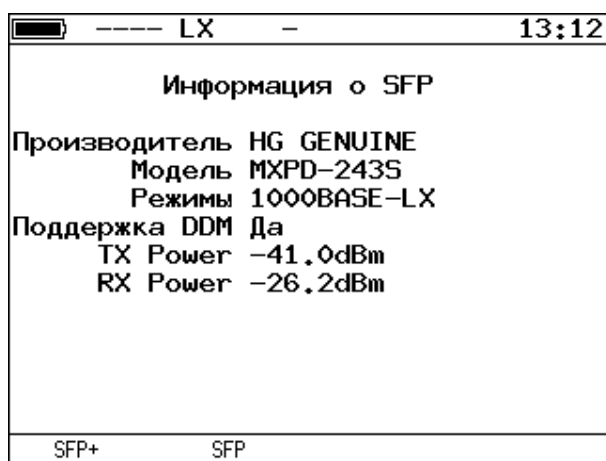 ---- LX - 13:12
Информация о SFP
Производитель HG GENUINE
Модель MXPD-243S
Режимы 1000BASE-LX
Поддержка DDM Да
TX Power -41.0dBm
RX Power -26.2dBm
SFP+ SFP